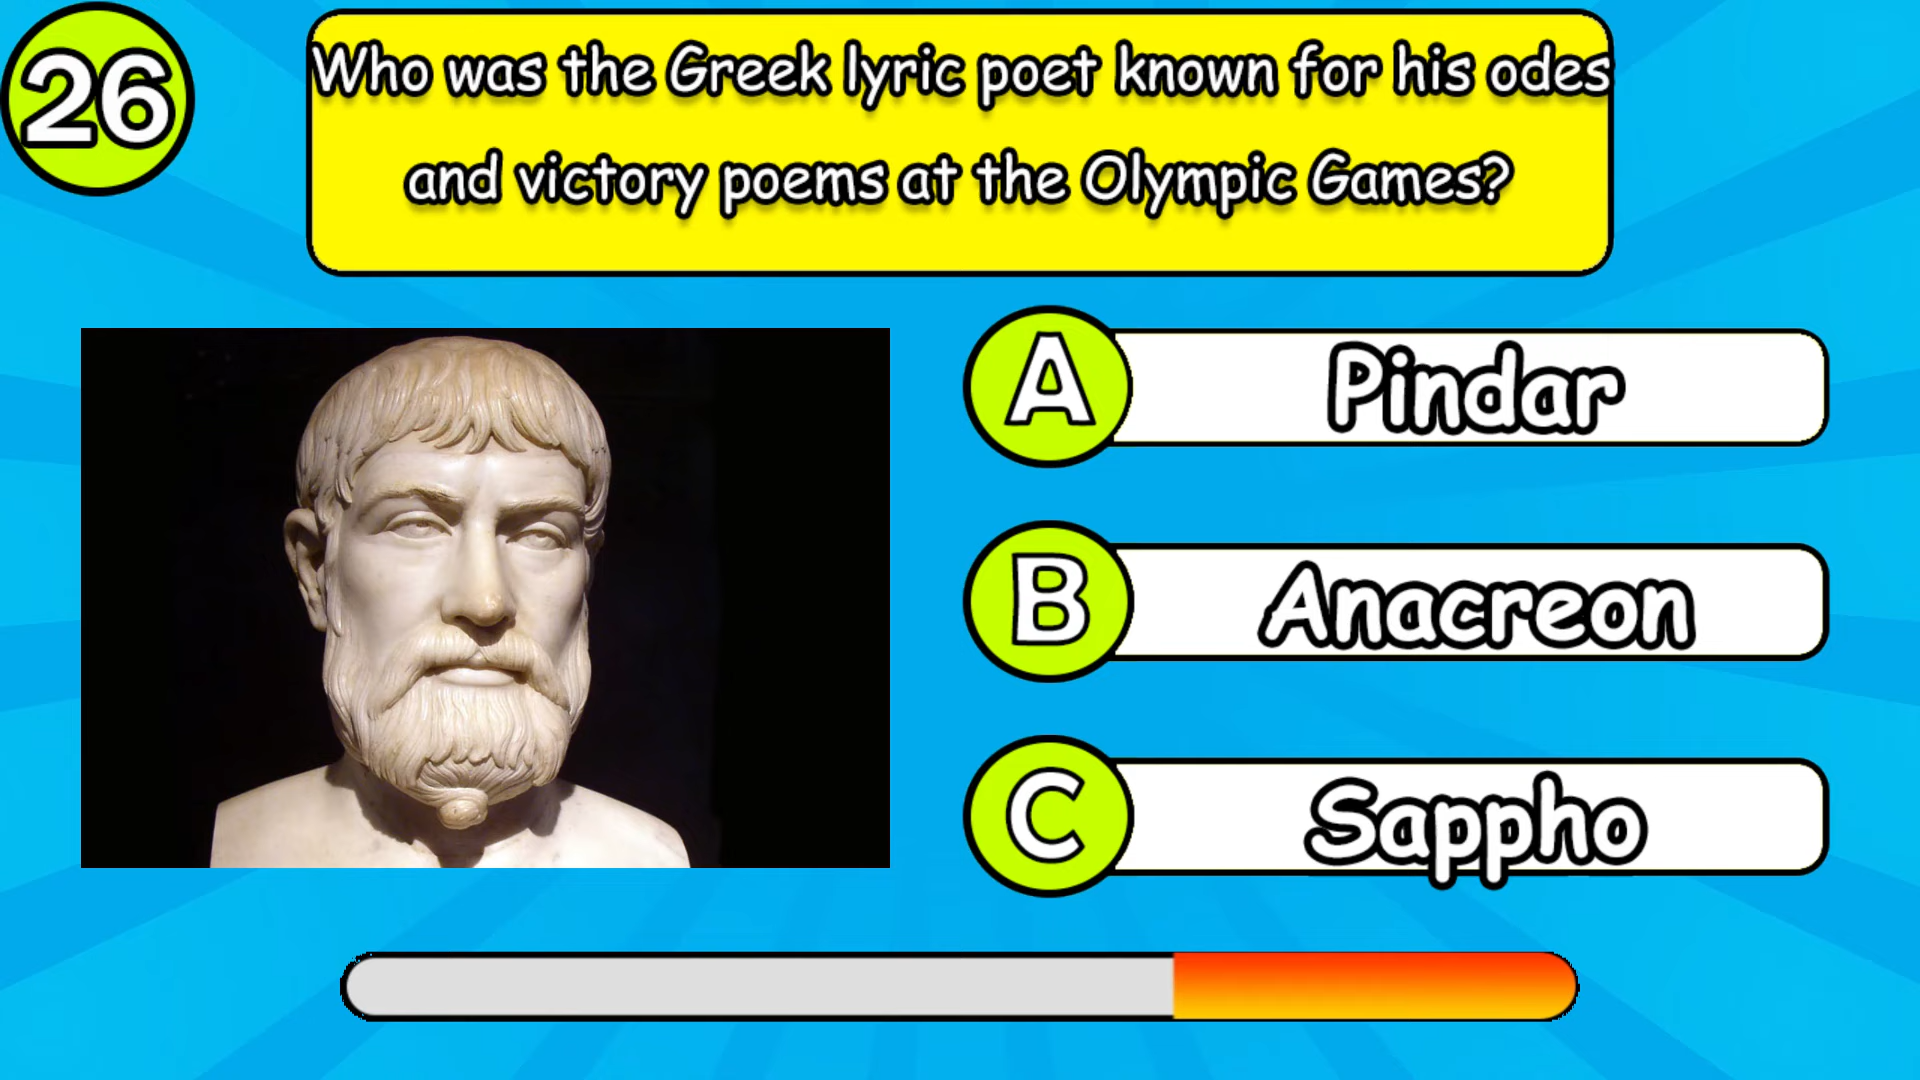 26
Who was the Greek lyric poet known for his odes
and victory poems at the Olympic Games?
A Pindar
B Anacreon
C Sappho